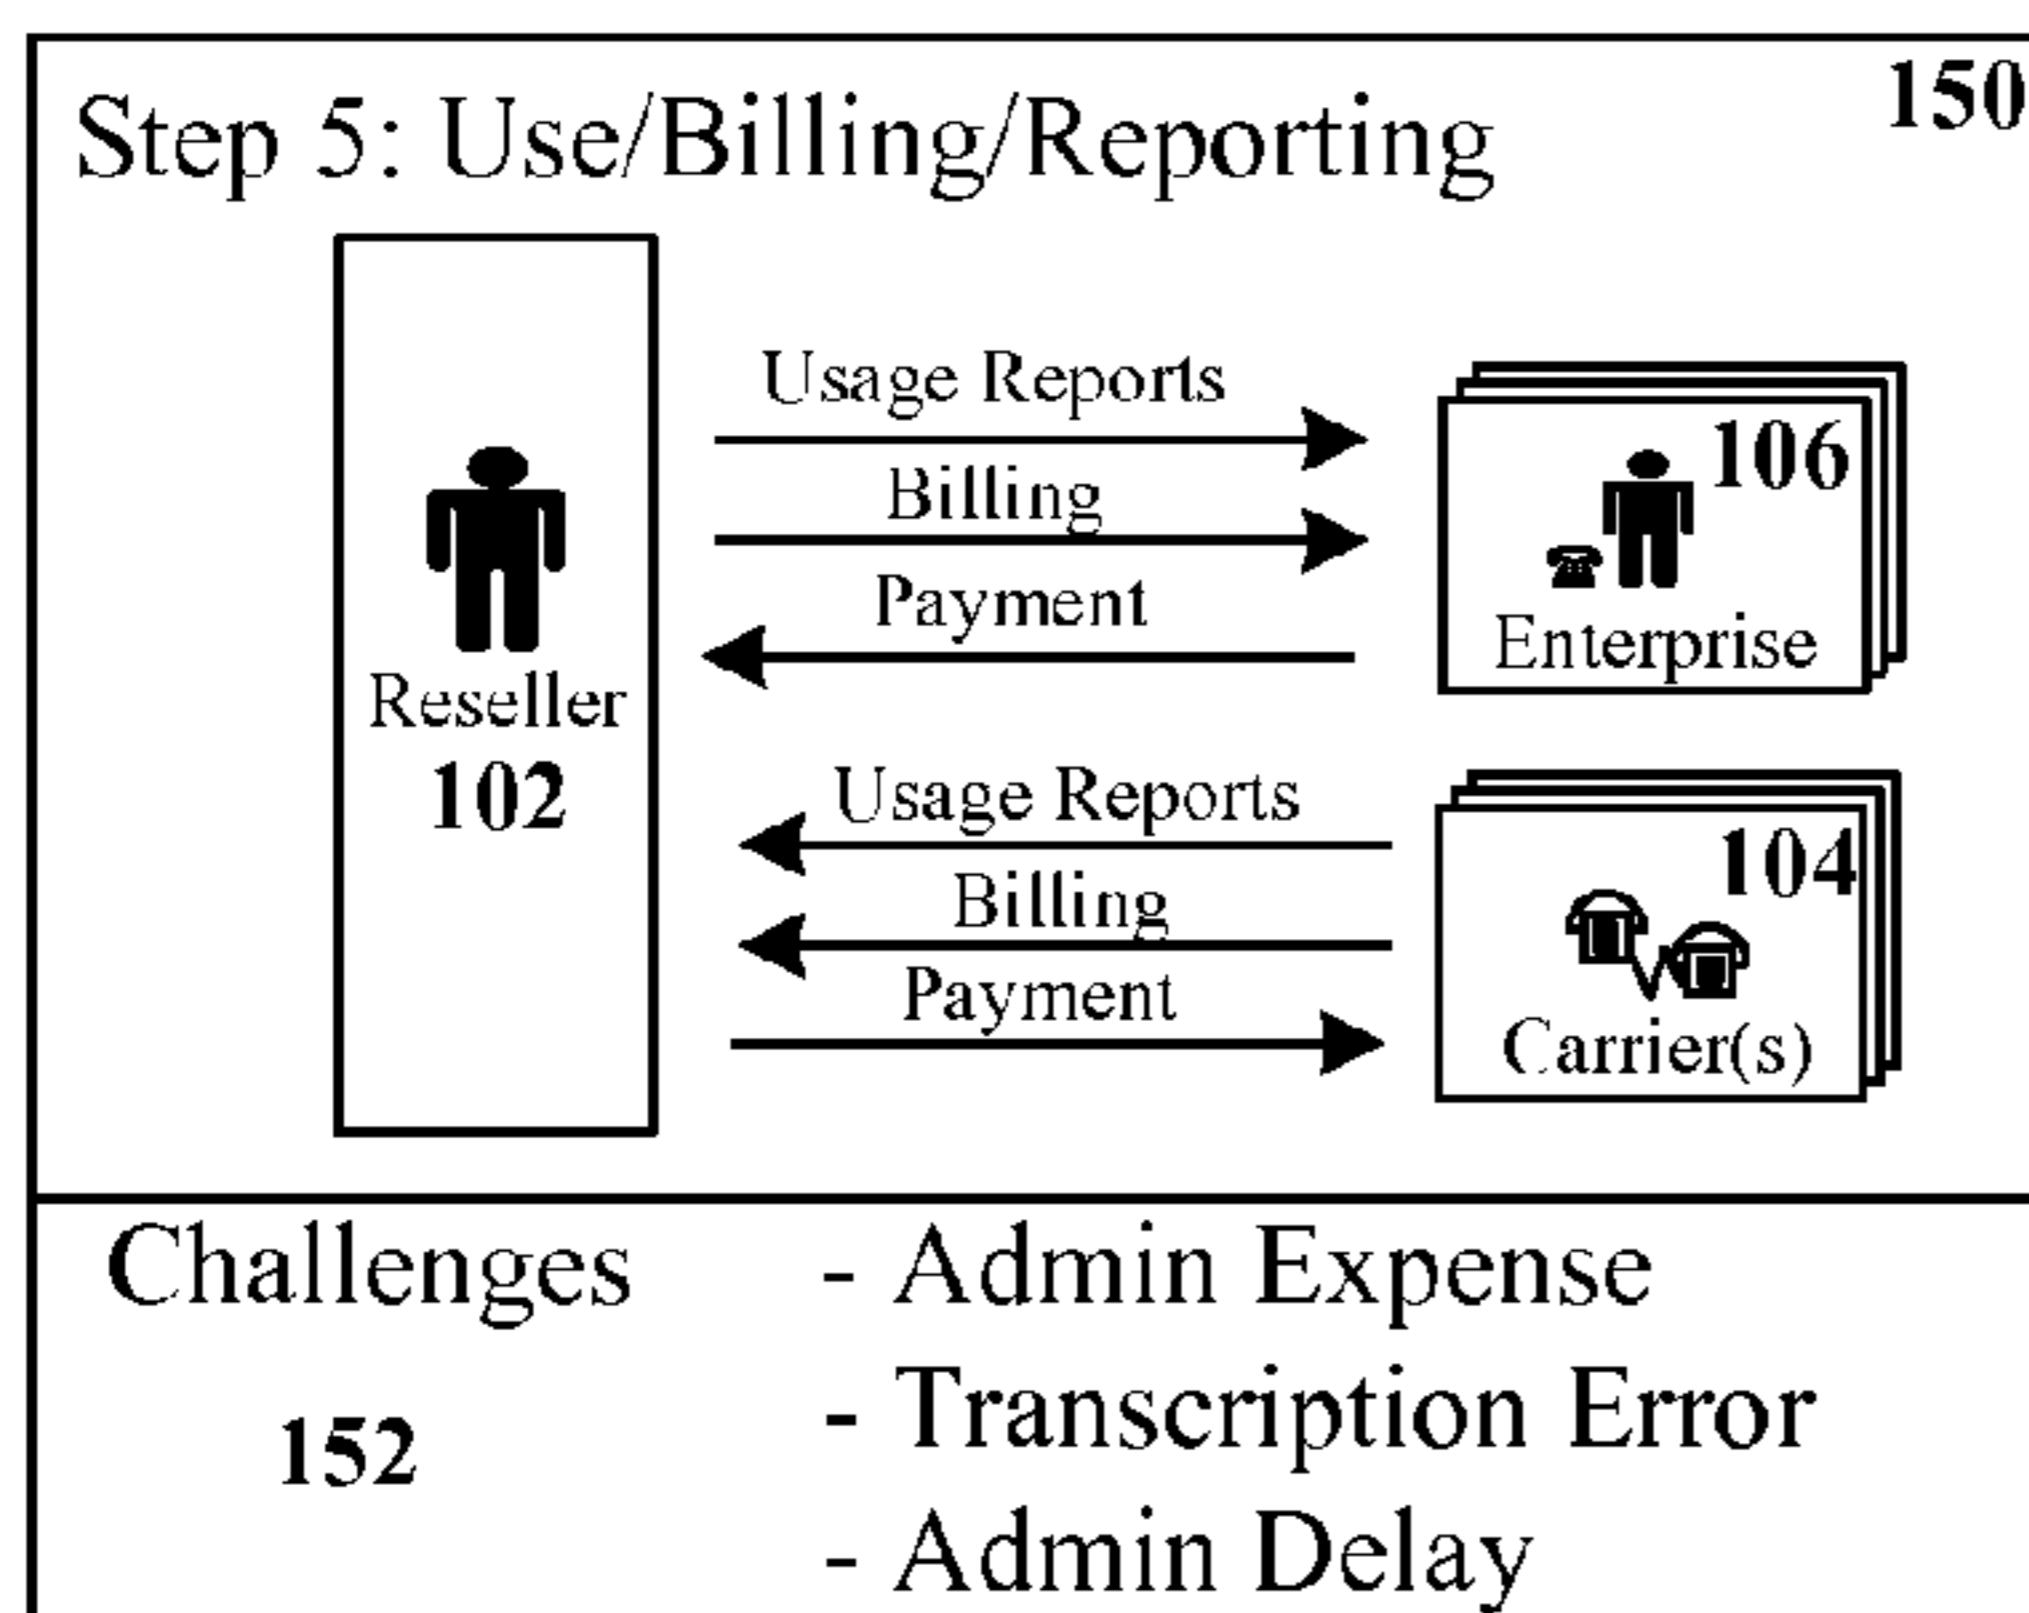 150
Step 5: Use/Billing/Reporting
Usage Reports
Billing
Payment
106
Enterprise
Reseller
102
Usage Reports
Billing
Payment
104
Carrier(s)
Challenges
152
- Admin Expense
- Transcription Error
- Admin Delay